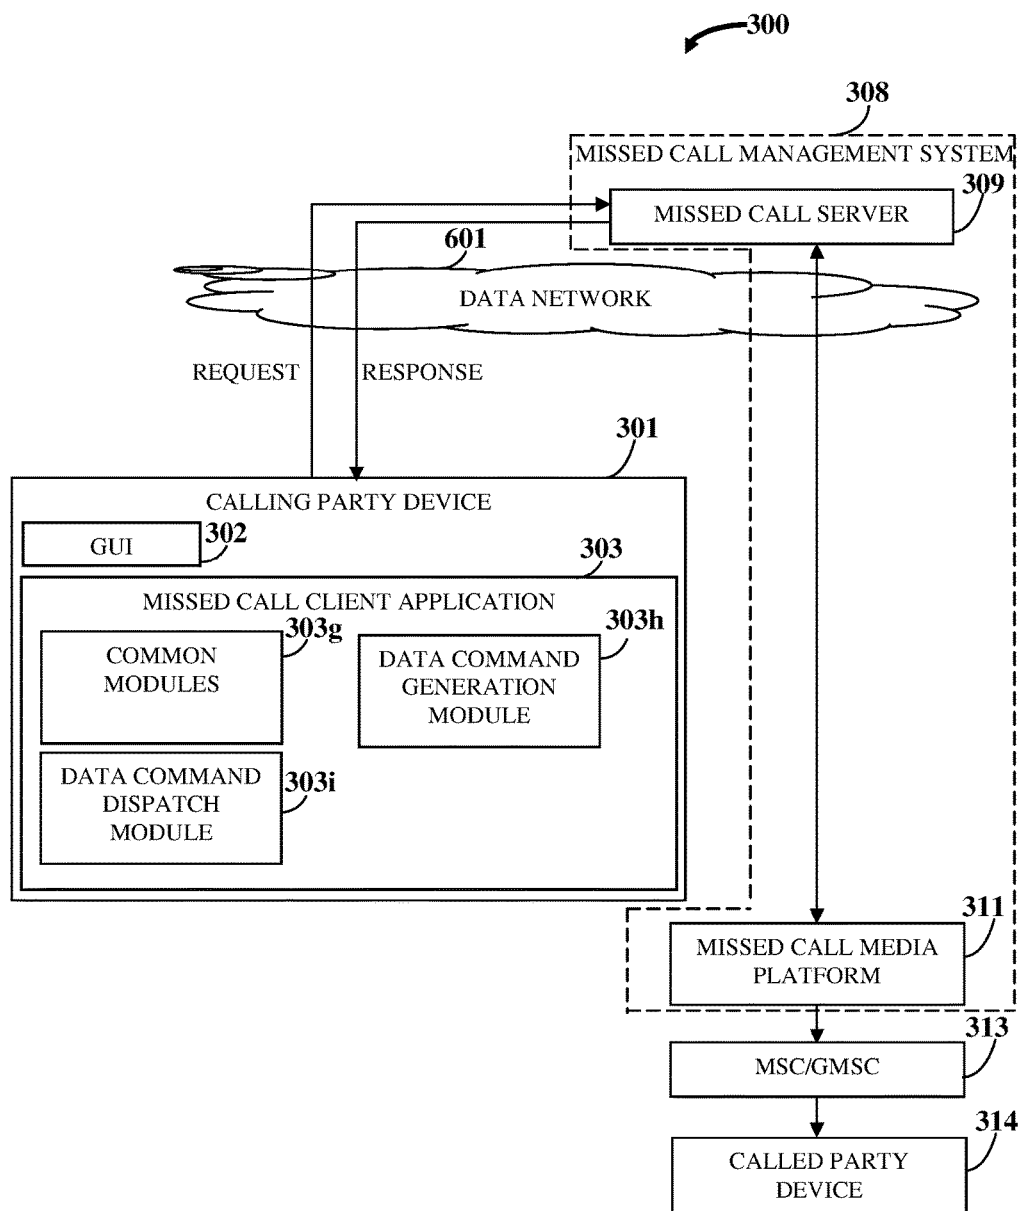 300
308
MISSED CALL MANAGEMENT SYSTEM
309
MISSED CALL SERVER
601
DATA NETWORK
REQUEST
RESPONSE
301
CALLING PARTY DEVICE
302
GUI
303
MISSED CALL CLIENT APPLICATION
303g
COMMON
MODULES
303h
DATA COMMAND
GENERATION
MODULE
303i
DATA COMMAND
DISPATCH
MODULE
311
MISSED CALL MEDIA
PLATFORM
313
MSC/GMSC
314
CALLED PARTY
DEVICE